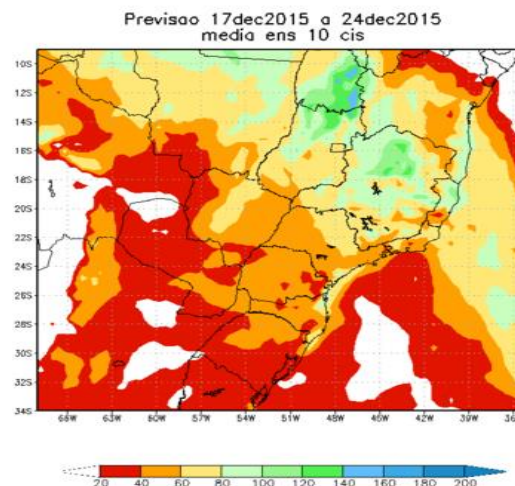 Previsao 17dec2015 a 24dec2015
media ens 10 cis
10S
12S
14S
16S
18S
20S
22S
24S
26S
28S
30S
32S
34S
66W
63W
60W
57W
54W
51W
48W
45W
42W
39W
36W
20 40 60 80 100 120 140 160 180 200